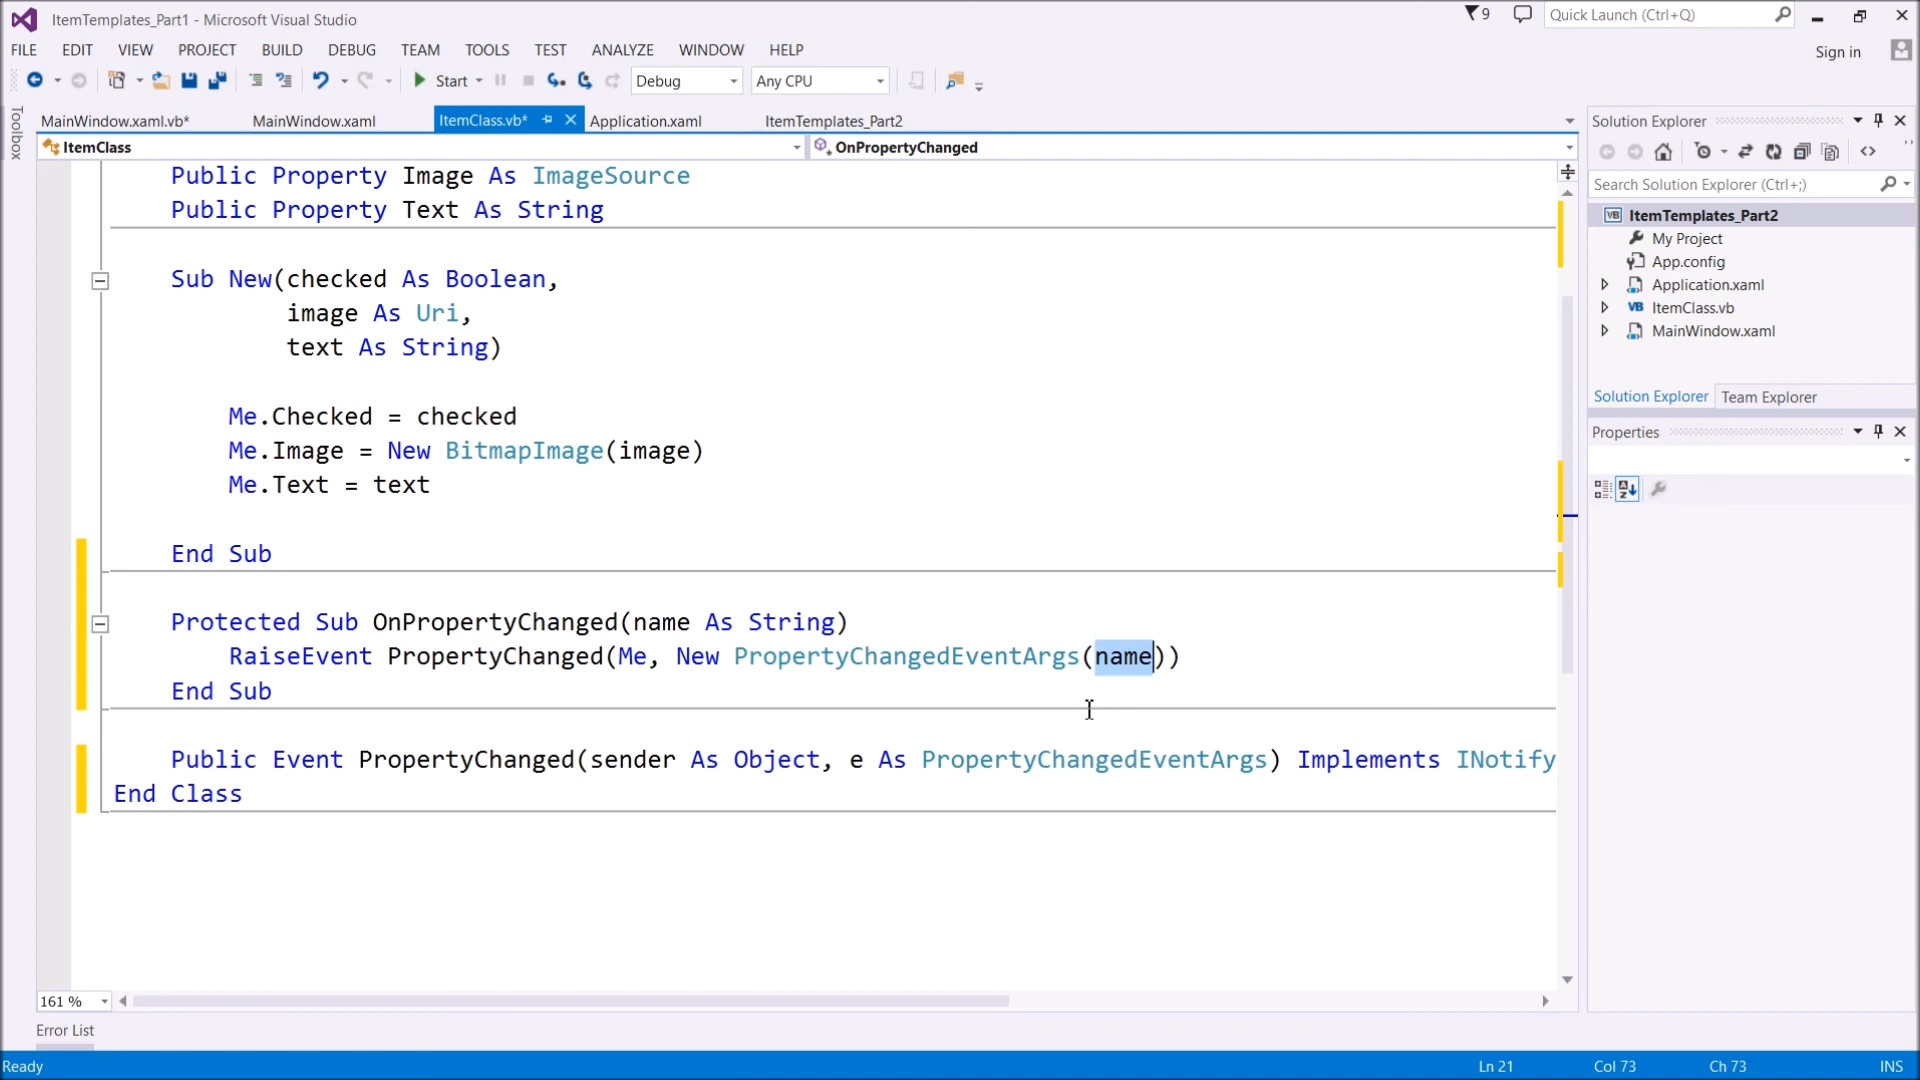 ItemTemplates_Part1 - Microsoft Visual Studio
9
Quick Launch (Ctrl+Q)
FILE EDIT VIEW PROJECT BUILD DEBUG TEAM TOOLS TEST ANALYZE WINDOW HELP
Sign in
Start Debug Any CPU
Toolbox
MainWindow.xaml.vb* MainWindow.xaml ItemClass.vb* Application.xaml ItemTemplates_Part2
ItemClass OnPropertyChanged
Public Property Image As ImageSource
Public Property Text As String
Sub New(checked As Boolean,
image As Uri,
text As String)
Me.Checked = checked
Me.Image = New BitmapImage(image)
Me.Text = text
End Sub
Protected Sub OnPropertyChanged(name As String)
RaiseEvent PropertyChanged(Me, New PropertyChangedEventArgs(name))
End Sub
Public Event PropertyChanged(sender As Object, e As PropertyChangedEventArgs) Implements INotify
End Class
161 %
Solution Explorer
Search Solution Explorer (Ctrl+;)
VB ItemTemplates_Part2
My Project
App.config
Application.xaml
VB ItemClass.vb
MainWindow.xaml
Solution Explorer Team Explorer
Properties
Error List
Ready Ln 21 Col 73 Ch 73 INS